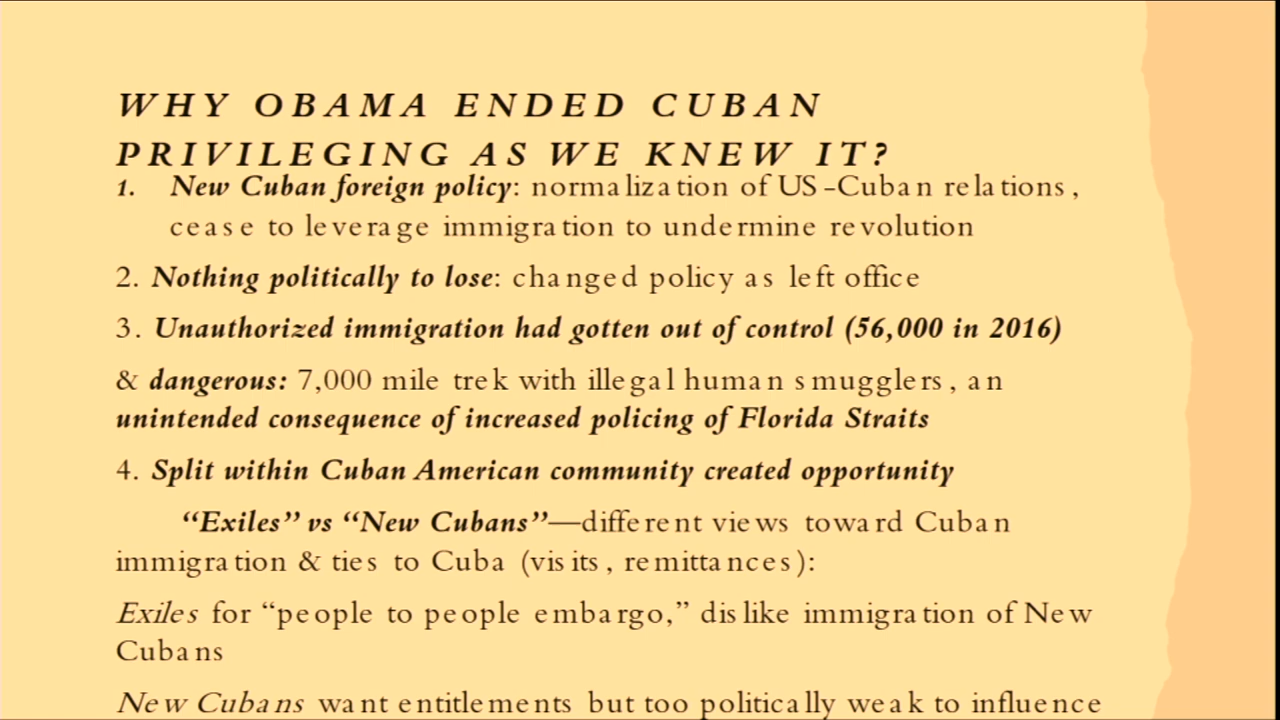 WHY OBAMA ENDED CUBAN
PRIVILEGING AS WE KNEW IT?
1. New Cuban foreign policy: normalization of US-Cuban relations,
cease to leverage immigration to undermine revolution
2. Nothing politically to lose: changed policy as left office
3. Unauthorized immigration had gotten out of control (56,000 in 2016)
& dangerous: 7,000 mile trek with illegal human smugglers, an
unintended consequence of increased policing of Florida Straits
4. Split within Cuban American community created opportunity
“Exiles” vs “New Cubans”—different views toward Cuban
immigration & ties to Cuba (visits, remittances):
Exiles for “people to people embargo,” dislike immigration of New
Cubans
New Cubans want entitlements but too politically weak to influence